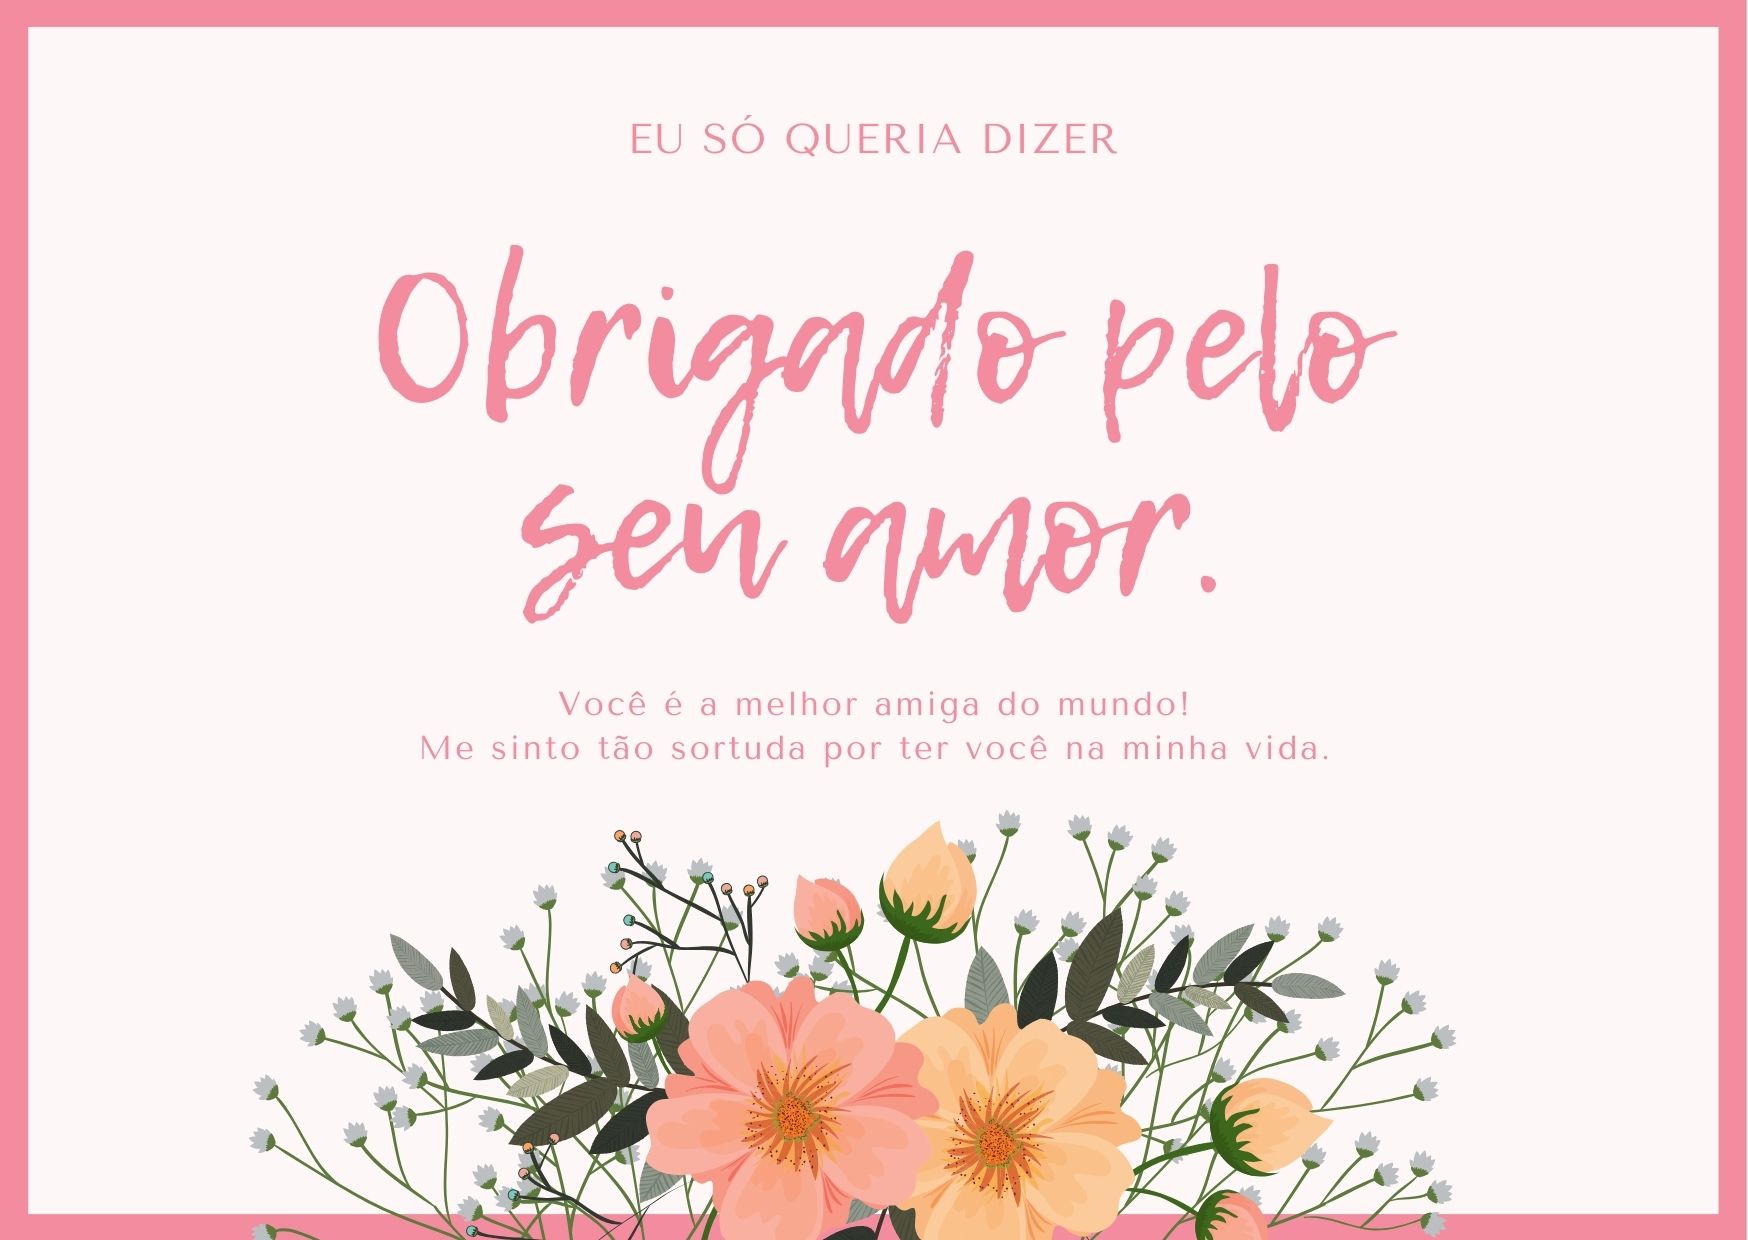 EU SÓ QUERIA DIZER
Obrigado pelo
seu amor.
Você é a melhor amiga do mundo!
Me sinto tão sortuda por ter você na minha vida.